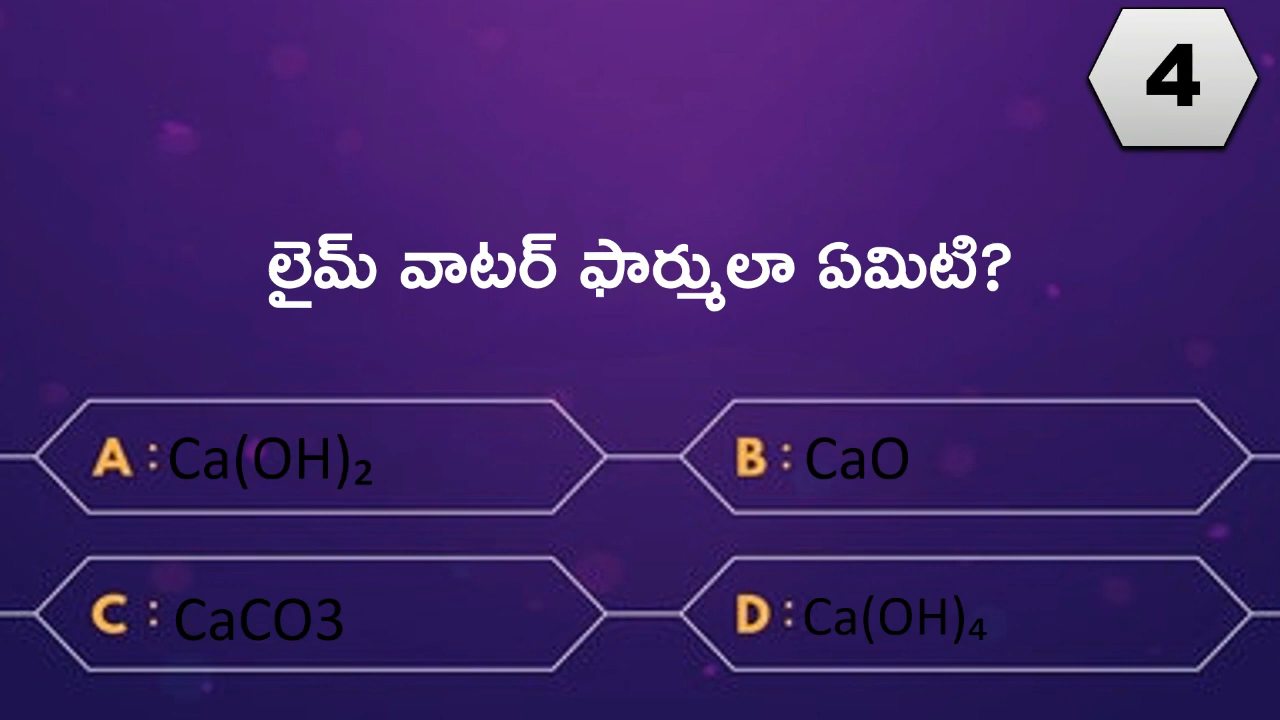 4
లైమ్ వాటర్ ఫార్ములా ఏమిటి?
A : Ca(OH)₂
B : CaO
C : CaCO3
D : Ca(OH)₄